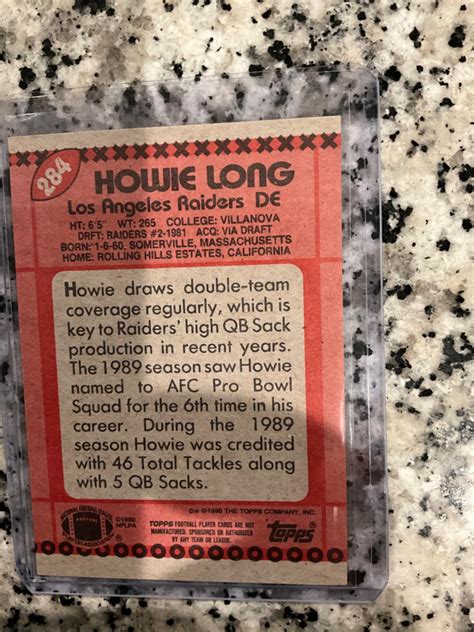 284
HOWIE LONG
Los Angeles Raiders DE
HT: 6'5" WT: 265 COLLEGE: VILLANOVA
DRFT: RAIDERS #2-1981 ACQ: VIA DRAFT
BORN: 1-6-60, SOMERVILLE, MASSACHUSETTS
HOME: ROLLING HILLS ESTATES, CALIFORNIA
Howie draws double-team
coverage regularly, which is
key to Raiders' high QB Sack
production in recent years.
The 1989 season saw Howie
named to AFC Pro Bowl
Squad for the 6th time in his
career. During the 1989
season Howie was credited
with 46 Total Tackles along
with 5 QB Sacks.
D* © 1990 THE TOPPS COMPANY, INC.
©1990
NFLPA
TOPPS FOOTBALL PLAYER CARDS ARE NOT
MANUFACTURED, SPONSORED OR AUTHORIZED
BY ANY TEAM OR LEAGUE.
topps®